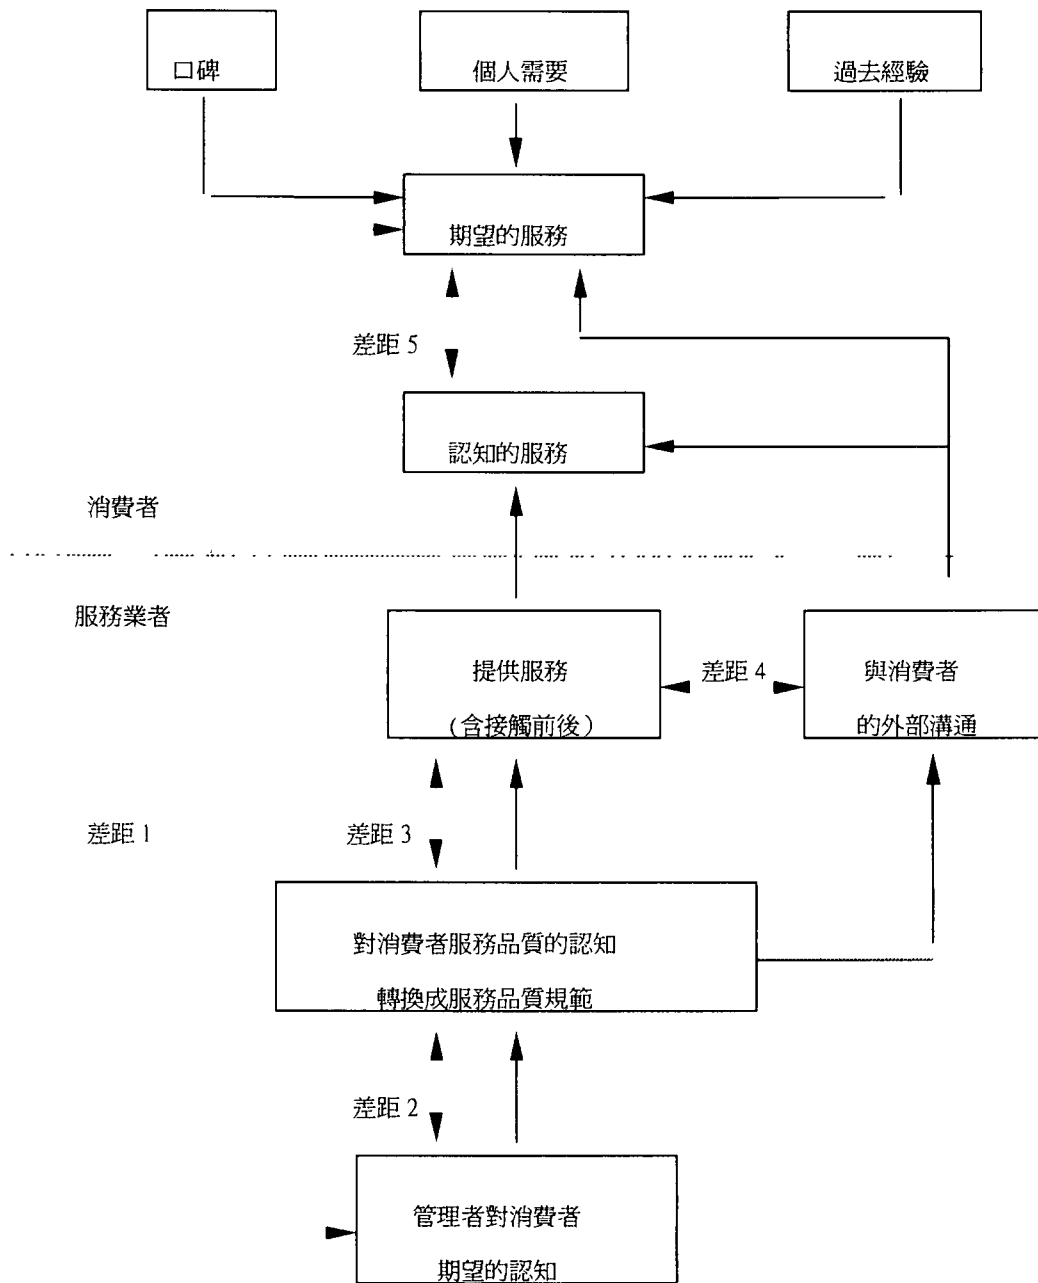 口碑
個人需要
過去經驗
期望的服務
差距 5
認知的服務
消費者
服務業者
提供服務
(含接觸前後)
差距 4
與消費者
的外部溝通
差距 1
差距 3
對消費者服務品質的認知
轉換成服務品質規範
差距 2
管理者對消費者
期望的認知